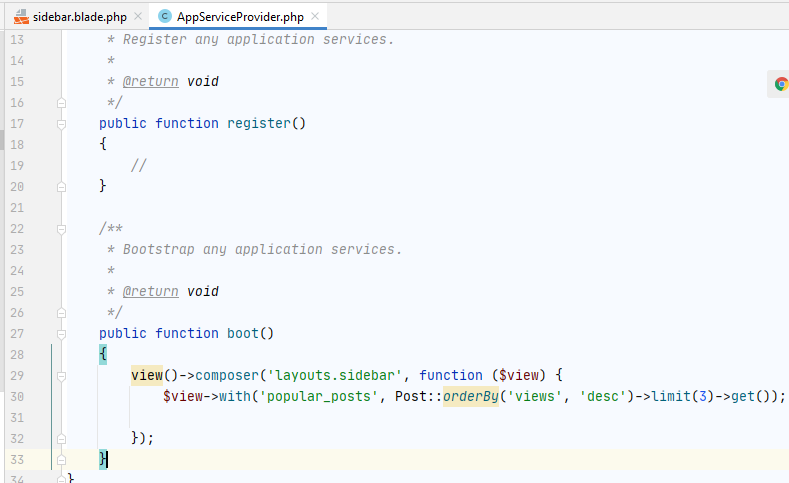 sidebar.blade.php × C AppServiceProvider.php ×
13 * Register any application services.
14 *
15 * @return void
16 */
17 public function register()
18 {
19 //
20 }
21
22 /**
23 * Bootstrap any application services.
24 *
25 * @return void
26 */
27 public function boot()
28 {
29 view()->composer('layouts.sidebar', function ($view) {
30 $view->with('popular_posts', Post::orderBy('views', 'desc')->limit(3)->get());
31
32 });
33 }
34 }